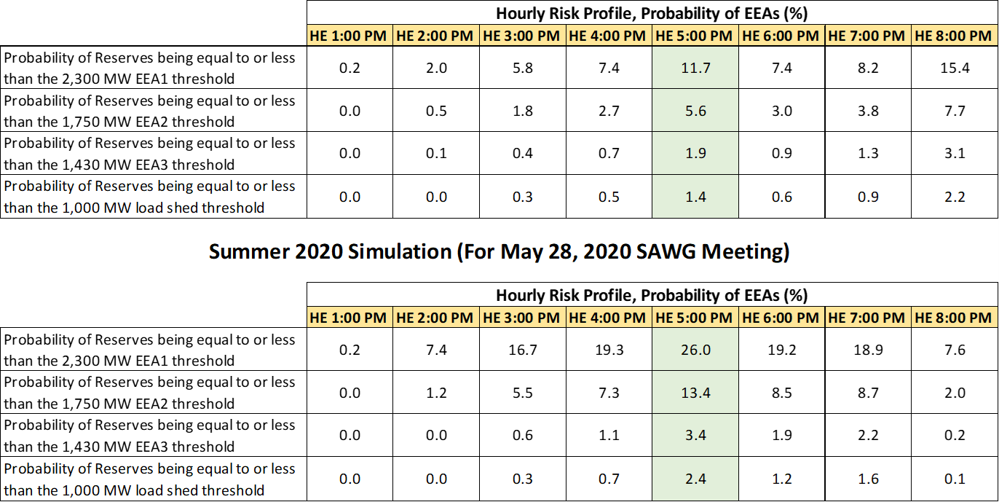 Hourly Risk Profile, Probability of EEAs (%)
HE 1:00 PM HE 2:00 PM HE 3:00 PM HE 4:00 PM HE 5:00 PM HE 6:00 PM HE 7:00 PM HE 8:00 PM
Probability of Reserves being equal to or less
than the 2,300 MW EEA1 threshold
0.2 2.0 5.8 7.4 11.7 7.4 8.2 15.4
Probability of Reserves being equal to or less
than the 1,750 MW EEA2 threshold
0.0 0.5 1.8 2.7 5.6 3.0 3.8 7.7
Probability of Reserves being equal to or less
than the 1,430 MW EEA3 threshold
0.0 0.1 0.4 0.7 1.9 0.9 1.3 3.1
Probability of Reserves being equal to or less
than the 1,000 MW load shed threshold
0.0 0.0 0.3 0.5 1.4 0.6 0.9 2.2
Summer 2020 Simulation (For May 28, 2020 SAWG Meeting)
Hourly Risk Profile, Probability of EEAs (%)
HE 1:00 PM HE 2:00 PM HE 3:00 PM HE 4:00 PM HE 5:00 PM HE 6:00 PM HE 7:00 PM HE 8:00 PM
Probability of Reserves being equal to or less
than the 2,300 MW EEA1 threshold
0.2 7.4 16.7 19.3 26.0 19.2 18.9 7.6
Probability of Reserves being equal to or less
than the 1,750 MW EEA2 threshold
0.0 1.2 5.5 7.3 13.4 8.5 8.7 2.0
Probability of Reserves being equal to or less
than the 1,430 MW EEA3 threshold
0.0 0.0 0.6 1.1 3.4 1.9 2.2 0.2
Probability of Reserves being equal to or less
than the 1,000 MW load shed threshold
0.0 0.0 0.3 0.7 2.4 1.2 1.6 0.1